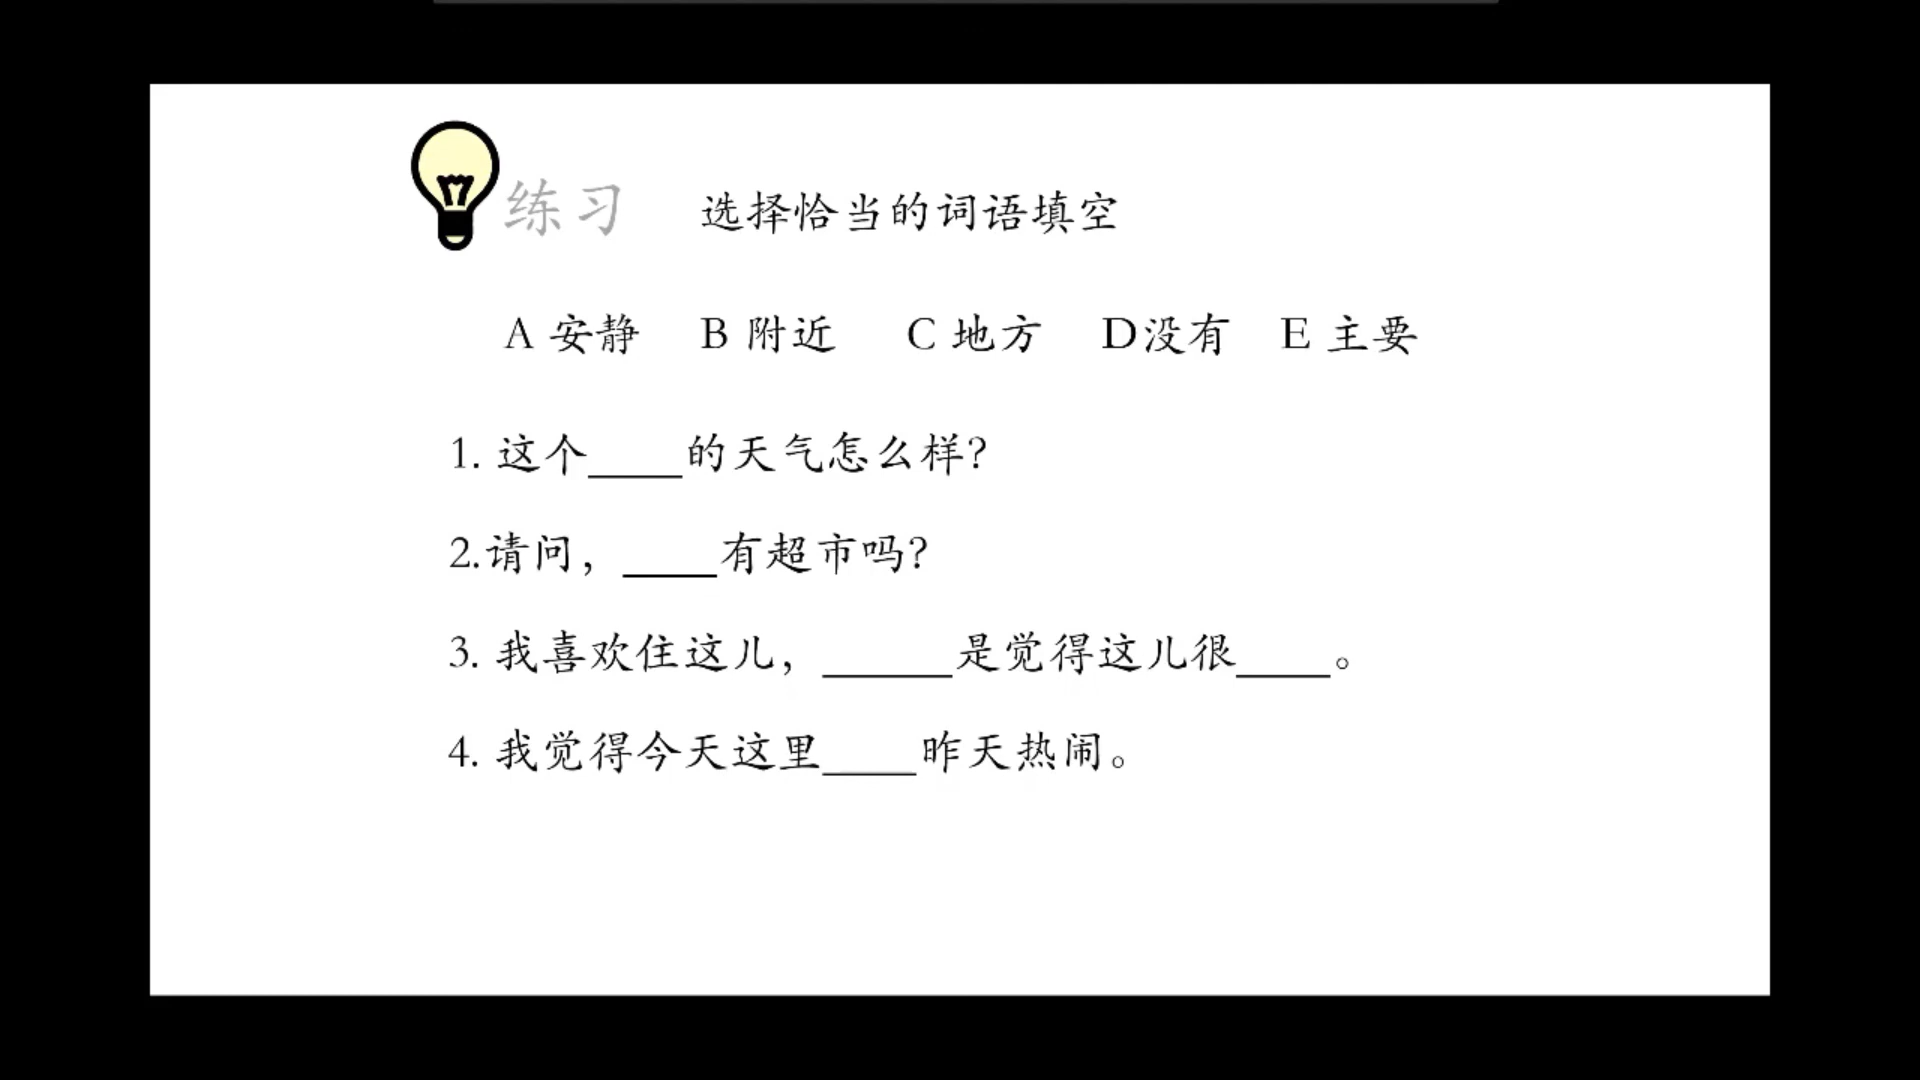 练习 选择恰当的词语填空
A 安静 B 附近 C 地方 D没有 E 主要
1. 这个____的天气怎么样?
2.请问，____有超市吗?
3. 我喜欢住这儿，_____是觉得这儿很____。
4. 我觉得今天这里____昨天热闹。